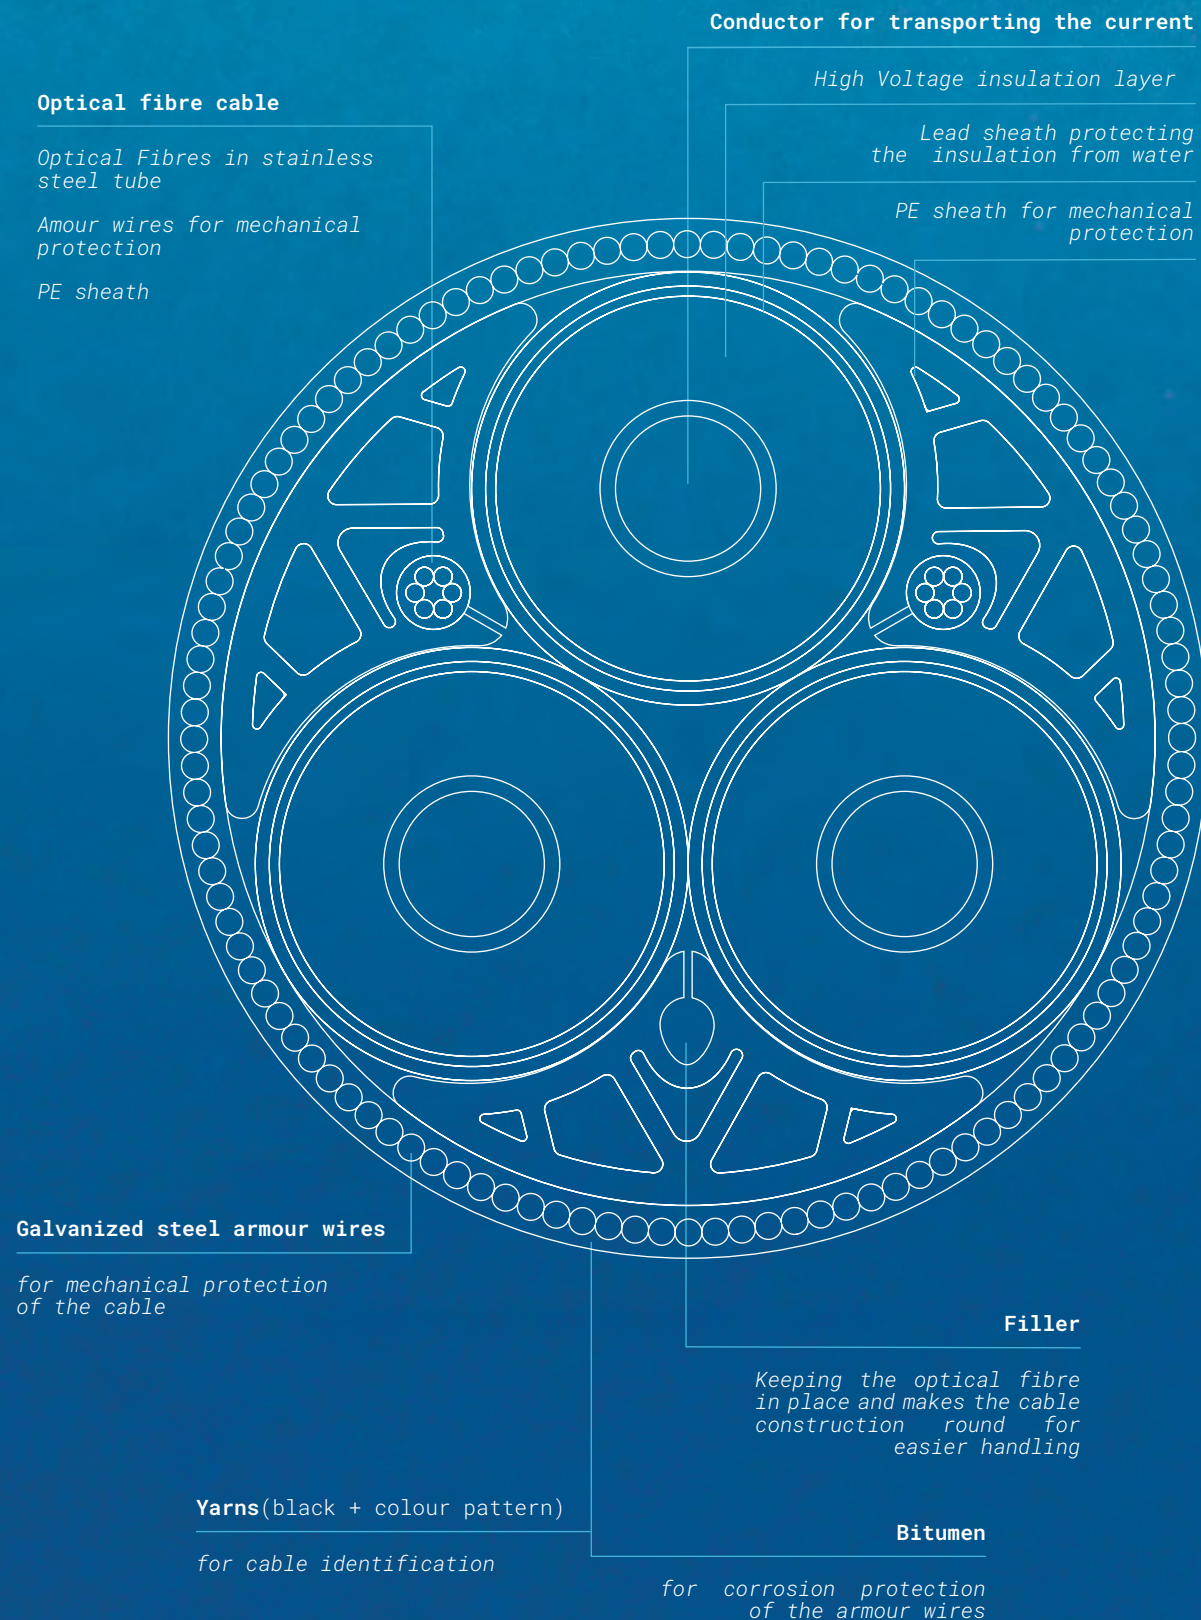 Conductor for transporting the current
High Voltage insulation layer
Lead sheath protecting
the insulation from water
PE sheath for mechanical
protection
Optical fibre cable
Optical Fibres in stainless
steel tube
Amour wires for mechanical
protection
PE sheath
Galvanized steel armour wires
for mechanical protection
of the cable
Filler
Keeping the optical fibre
in place and makes the cable
construction round for
easier handling
Yarns(black + colour pattern)
for cable identification
Bitumen
for corrosion protection
of the armour wires